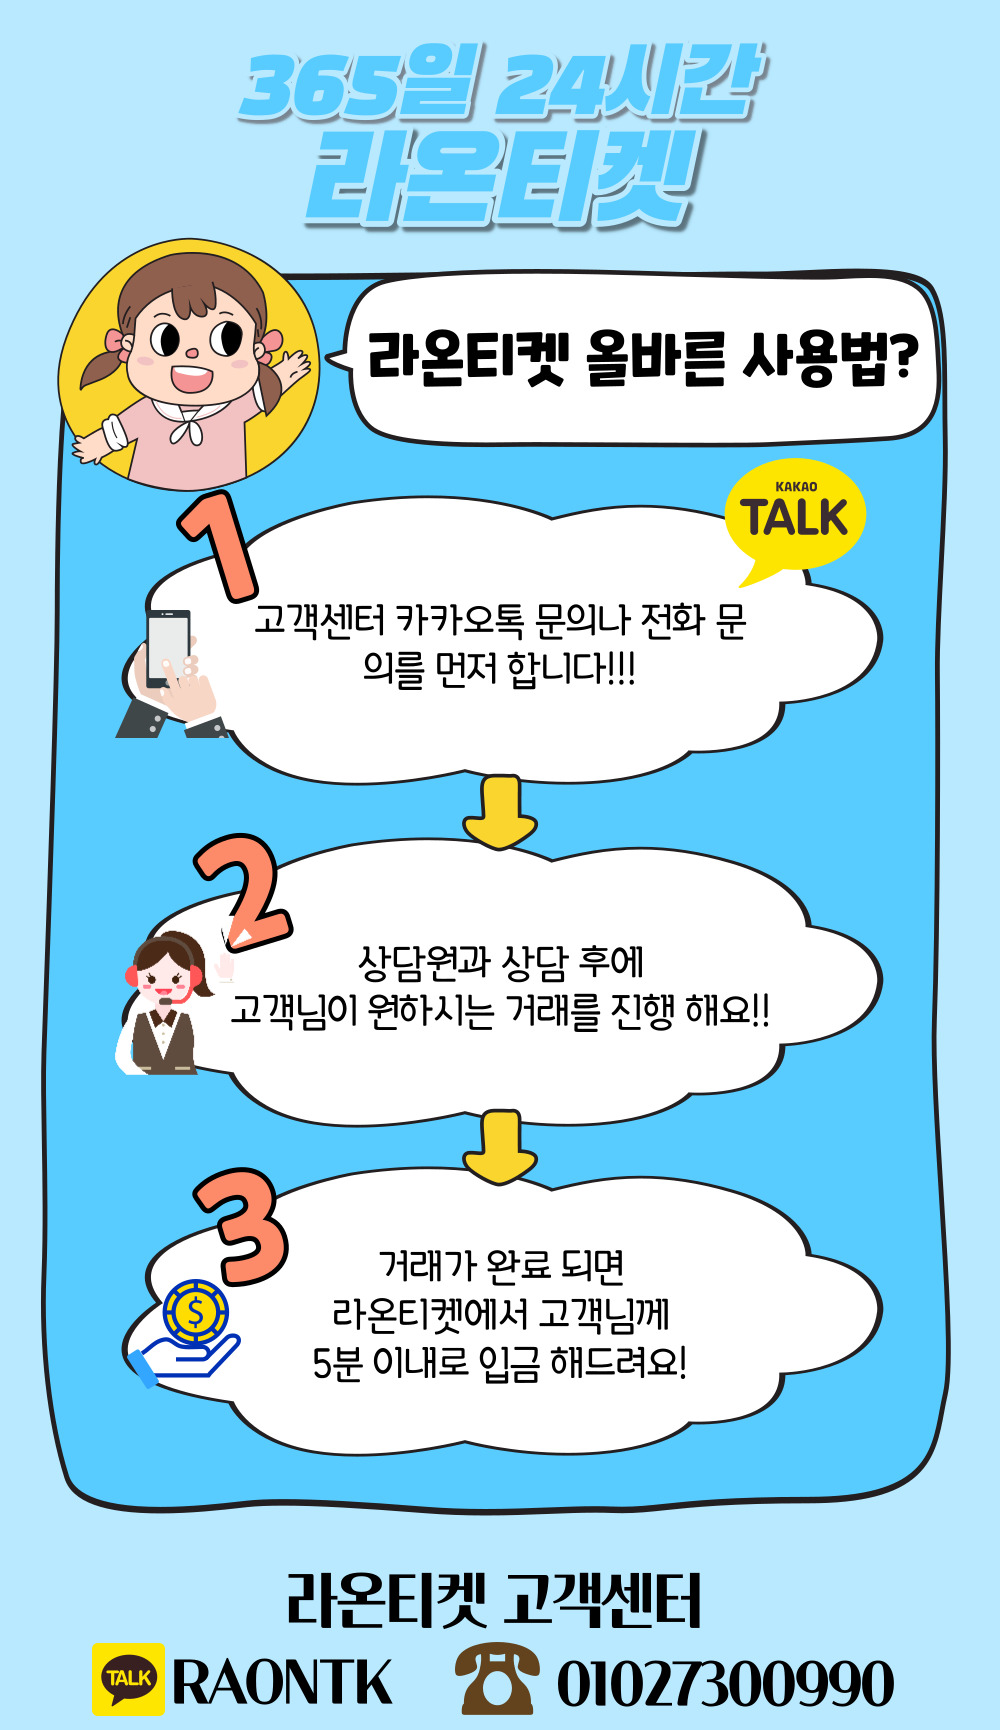 365일 24시간
라온티켓
라온티켓 올바른 사용법?
KAKAO
TALK
1
고객센터 카카오톡 문의나 전화 문
의를 먼저 합니다!!!
2
상담원과 상담 후에
고객님이 원하시는 거래를 진행 해요!!
3
거래가 완료 되면
라온티켓에서 고객님께
5분 이내로 입금 해드려요!
$
라온티켓 고객센터
TALK RAONTK 01027300990